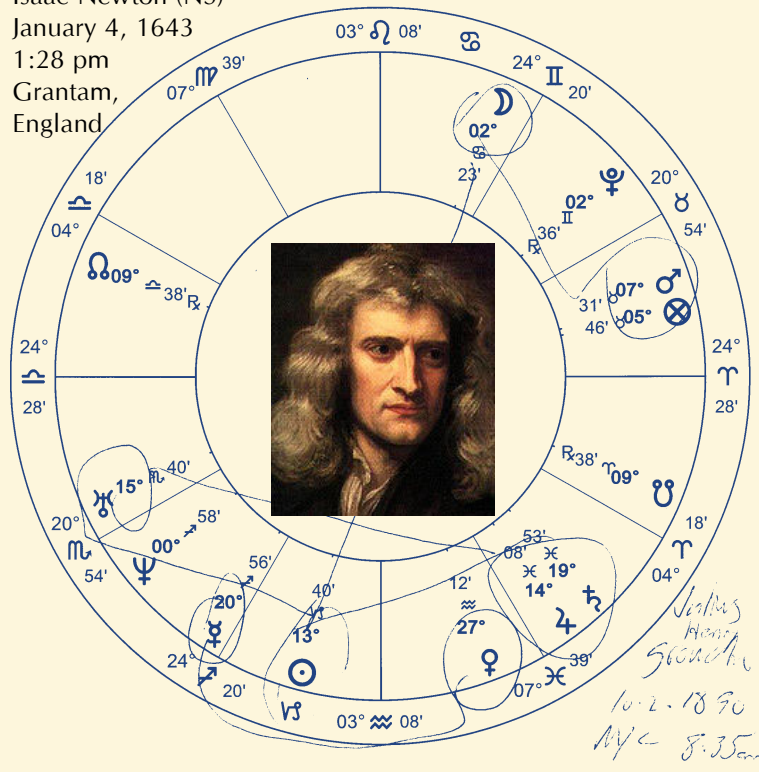 Isaac Newton (NS)
January 4, 1643
1:28 pm
Grantam,
England
03° ♌ 08'
♋
24° ♊ 20'
07° ♍ 39'
☽
02° ♋ 23'
♇
02° ♊ 36' ℞
20° ♉ 54'
18' ♎ 04°
☊ 09° ♎ 38' ℞
♂ 07° ♉ 31'
⊗ 05° ♉ 46'
24° ♎ 28'
24° ♈ 28'
℞ 38' ♈ 09° ☋
♅ 15° ♏ 40'
20° ♏ 54'
♆ 00° ♐ 58'
18' ♈ 04°
53' ♓ 19° ♄
08' ♓ 14° ♃
☿ 20° ♐ 56'
☉ 13° ♑ 40'
12' ♒ 27° ♀
24° ♐ 20'
♑
03° ♒ 08'
07° ♓ 39'
Henry
10-2-1890
NYC 8:35am